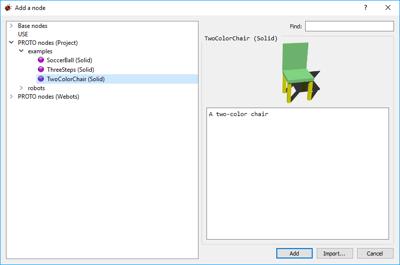 Add a node
? ×
Base nodes
USE
PROTO nodes (Project)
examples
SoccerBall (Solid)
ThreeSteps (Solid)
TwoColorChair (Solid)
robots
PROTO nodes (Webots)
Find:
TwoColorChair (Solid)
A two-color chair
Add
Import...
Cancel